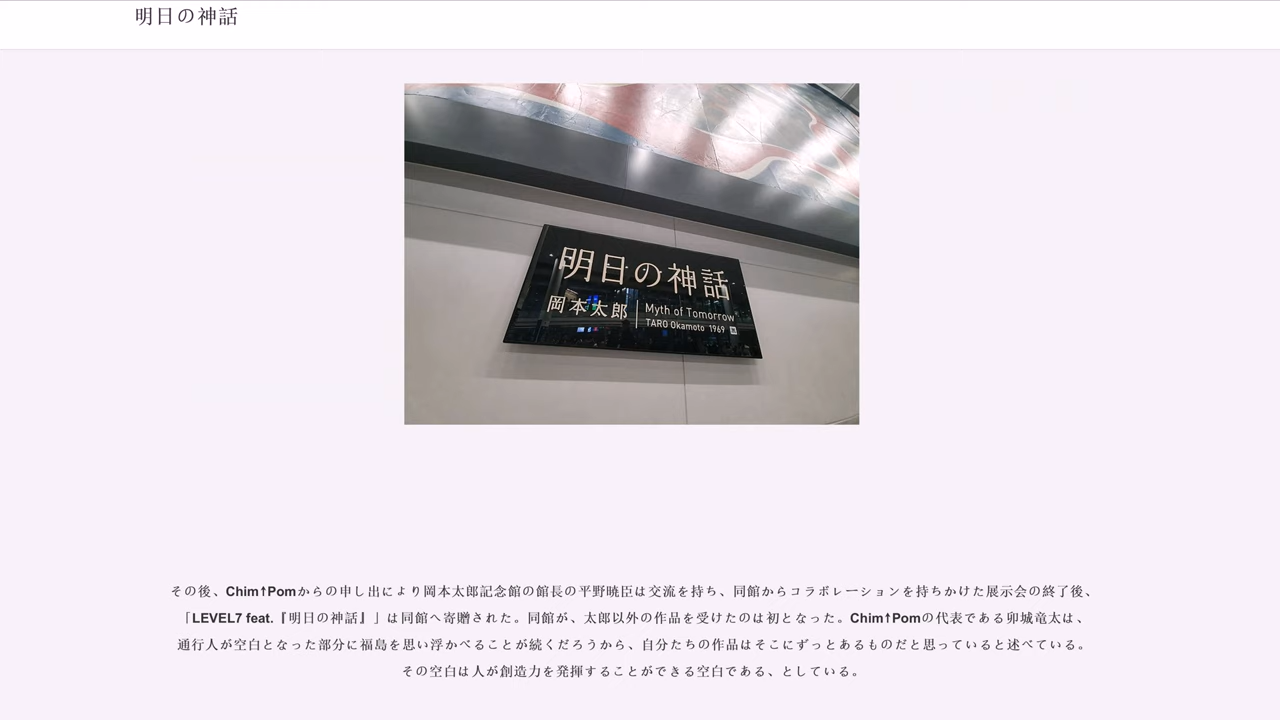 明日の神話
明日の神話
岡本太郎
Myth of Tomorrow
TARO Okamoto 1969
その後、Chim↑Pomからの申し出により岡本太郎記念館の館長の平野暁臣は交流を持ち、同館からコラボレーションを持ちかけた展示会の終了後、
「LEVEL7 feat.『明日の神話』」は同館へ寄贈された。同館が、太郎以外の作品を受けたのは初となった。Chim↑Pomの代表である卯城竜太は、
通行人が空白となった部分に福島を思い浮かべることが続くだろうから、自分たちの作品はそこにずっとあるものだと思っていると述べている。
その空白は人が創造力を発揮することができる空白である、としている。